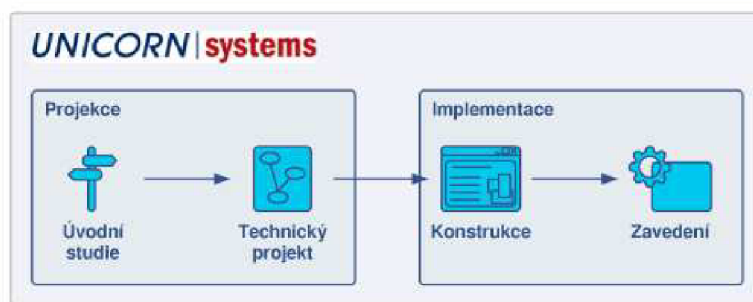 UNICORN systems
Projekce
Úvodní
studie
Technický
projekt
Implementace
Konstrukce
Zavedení